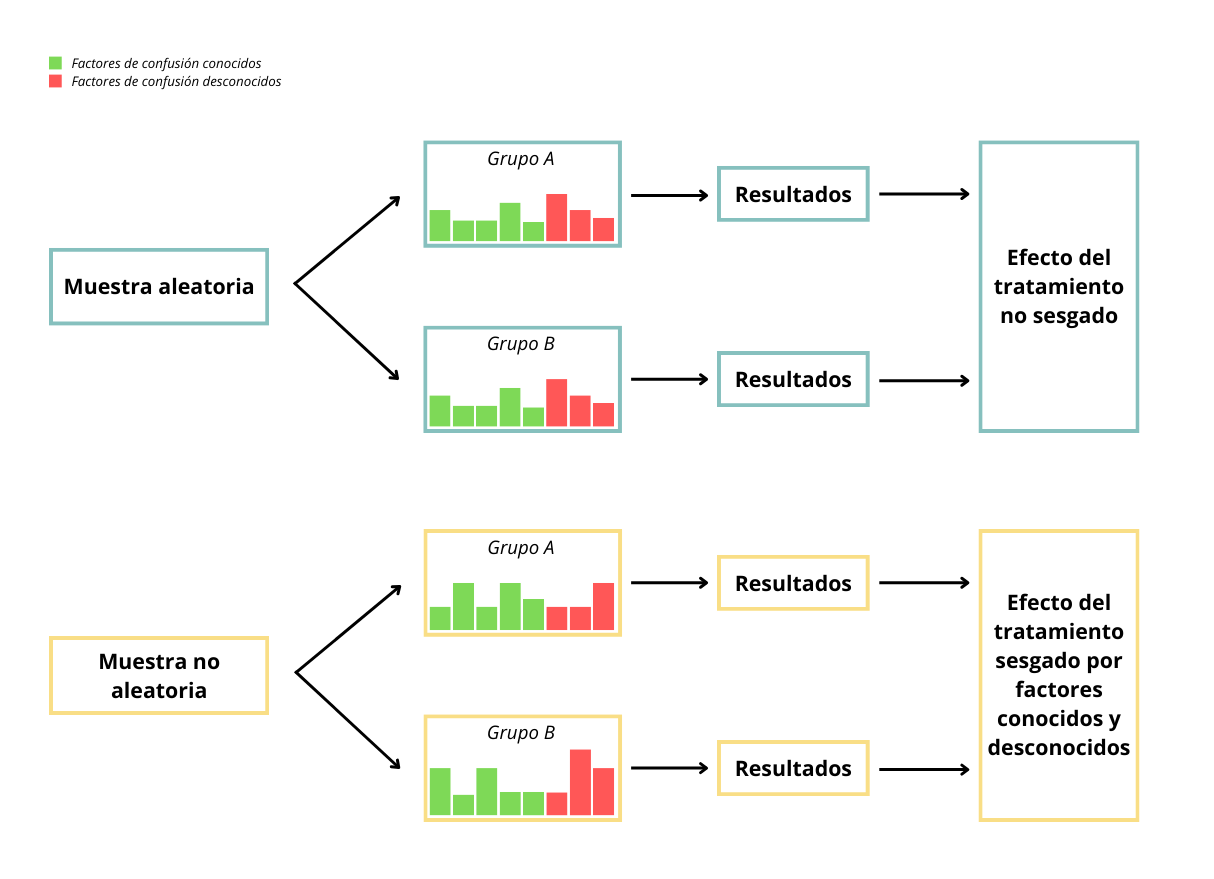 Factores de confusión conocidos
Factores de confusión desconocidos
Muestra aleatoria
Grupo A
Resultados
Grupo B
Resultados
Efecto del
tratamiento
no sesgado
Muestra no
aleatoria
Grupo A
Resultados
Grupo B
Resultados
Efecto del
tratamiento
sesgado por
factores
conocidos y
desconocidos